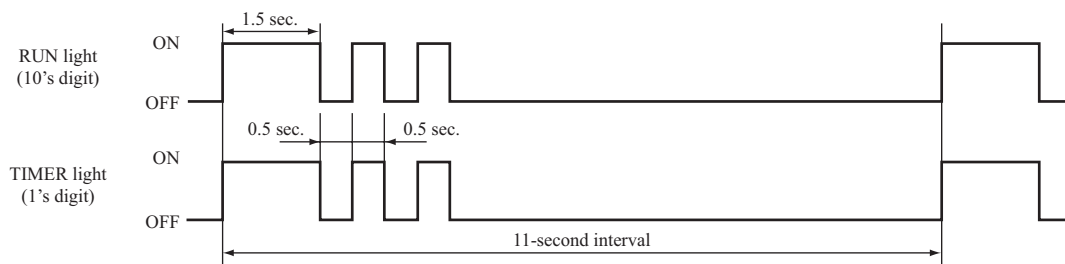 1.5 sec.
ON
RUN light
(10’s digit)
OFF
0.5 sec.
0.5 sec.
ON
TIMER light
(1’s digit)
OFF
11-second interval